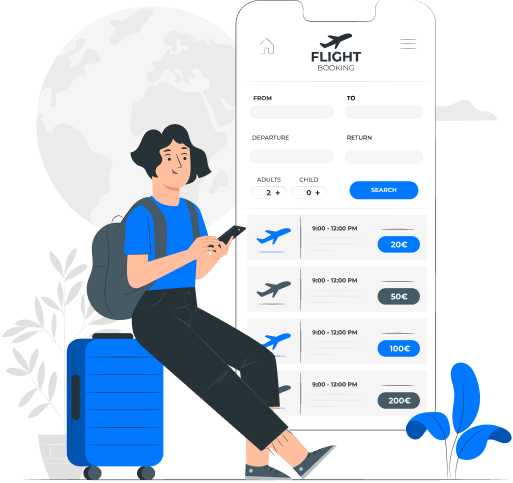 FLIGHT
BOOKING
FROM TO
DEPARTURE RETURN
ADULTS CHILD
2 + 0 + SEARCH
9:00 - 12:00 PM
20€
9:00 - 12:00 PM
50€
9:00 - 12:00 PM
100€
9:00 - 12:00 PM
200€